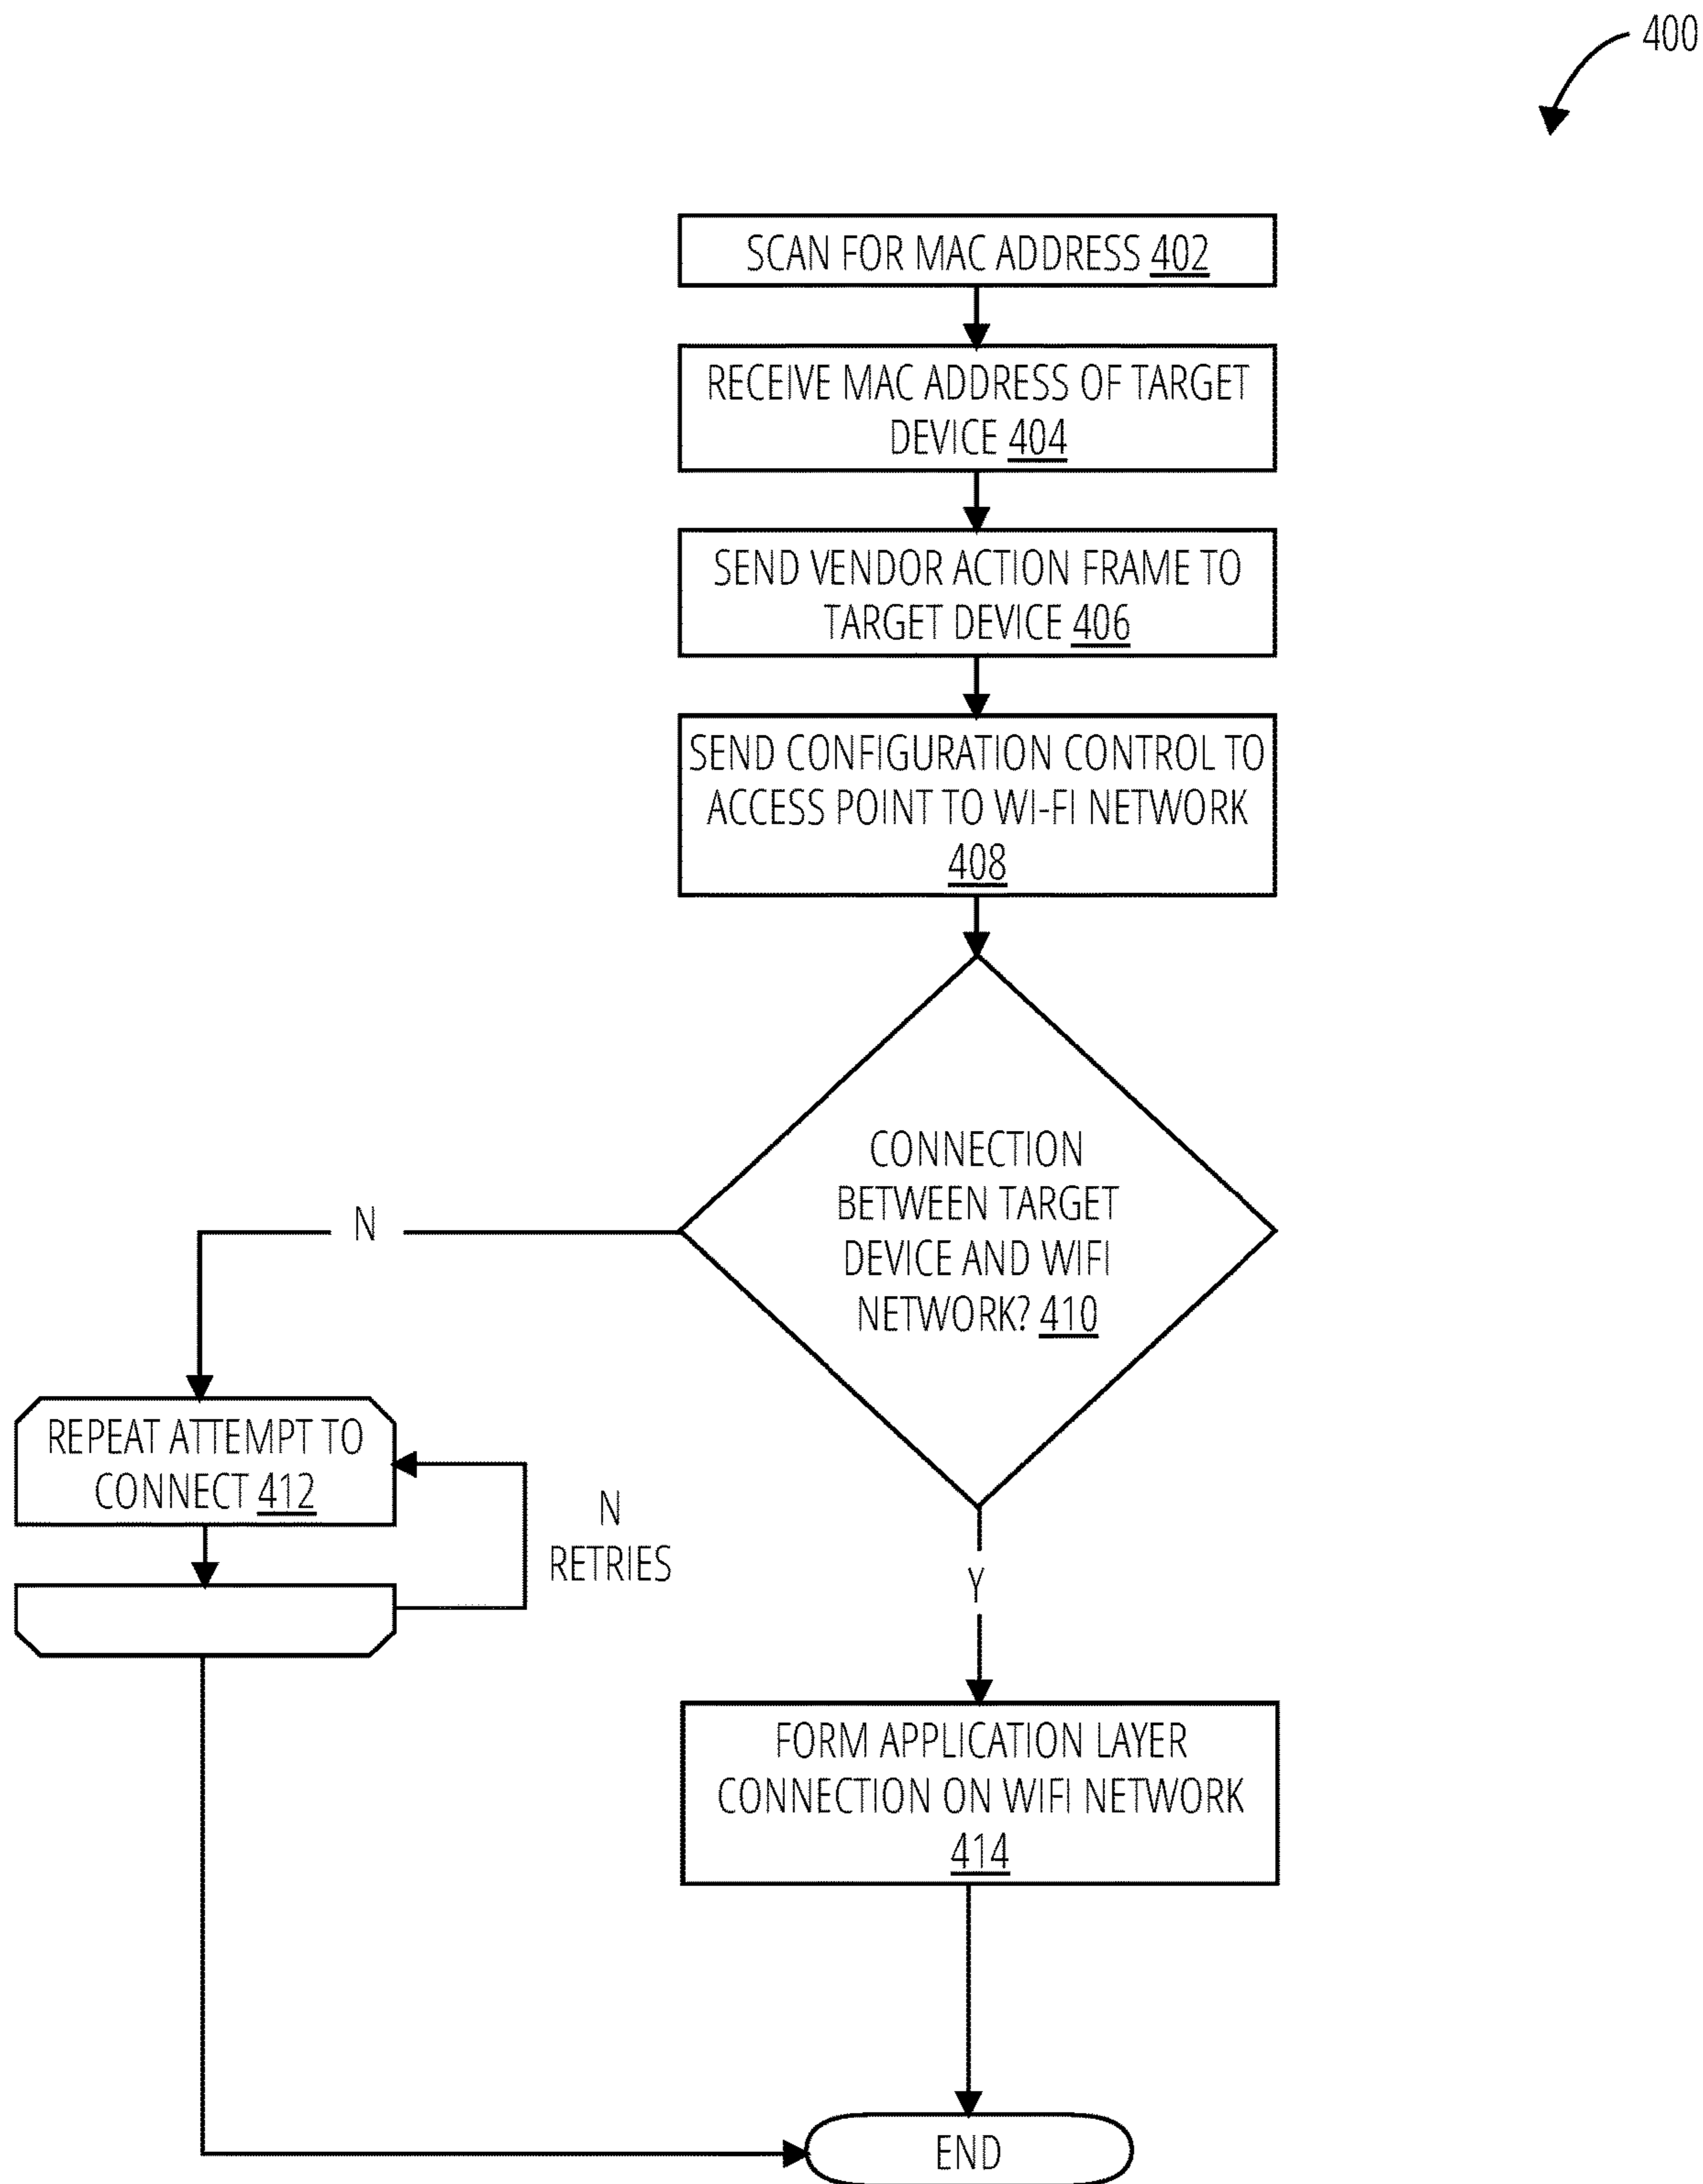 400
SCAN FOR MAC ADDRESS 402
RECEIVE MAC ADDRESS OF TARGET
DEVICE 404
SEND VENDOR ACTION FRAME TO
TARGET DEVICE 406
SEND CONFIGURATION CONTROL TO
ACCESS POINT TO WI-FI NETWORK
408
CONNECTION
BETWEEN TARGET
DEVICE AND WIFI
NETWORK? 410
N
REPEAT ATTEMPT TO
CONNECT 412
N
RETRIES
Y
FORM APPLICATION LAYER
CONNECTION ON WIFI NETWORK
414
END